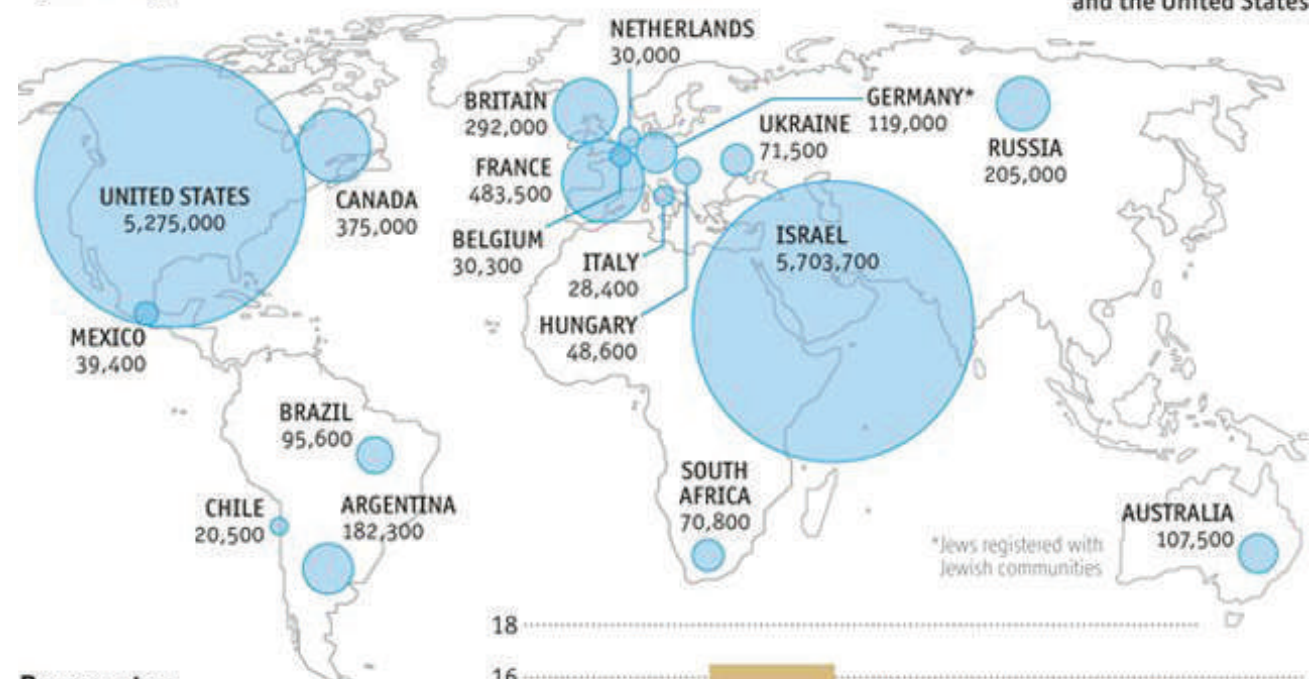 and the United States
NETHERLANDS
30,000
BRITAIN
292,000
GERMANY*
119,000
UKRAINE
71,500
RUSSIA
205,000
FRANCE
483,500
UNITED STATES
5,275,000
CANADA
375,000
BELGIUM
30,300
ITALY
28,400
ISRAEL
5,703,700
HUNGARY
48,600
MEXICO
39,400
BRAZIL
95,600
CHILE
20,500
ARGENTINA
182,300
SOUTH
AFRICA
70,800
AUSTRALIA
107,500
*Jews registered with
Jewish communities
18
16